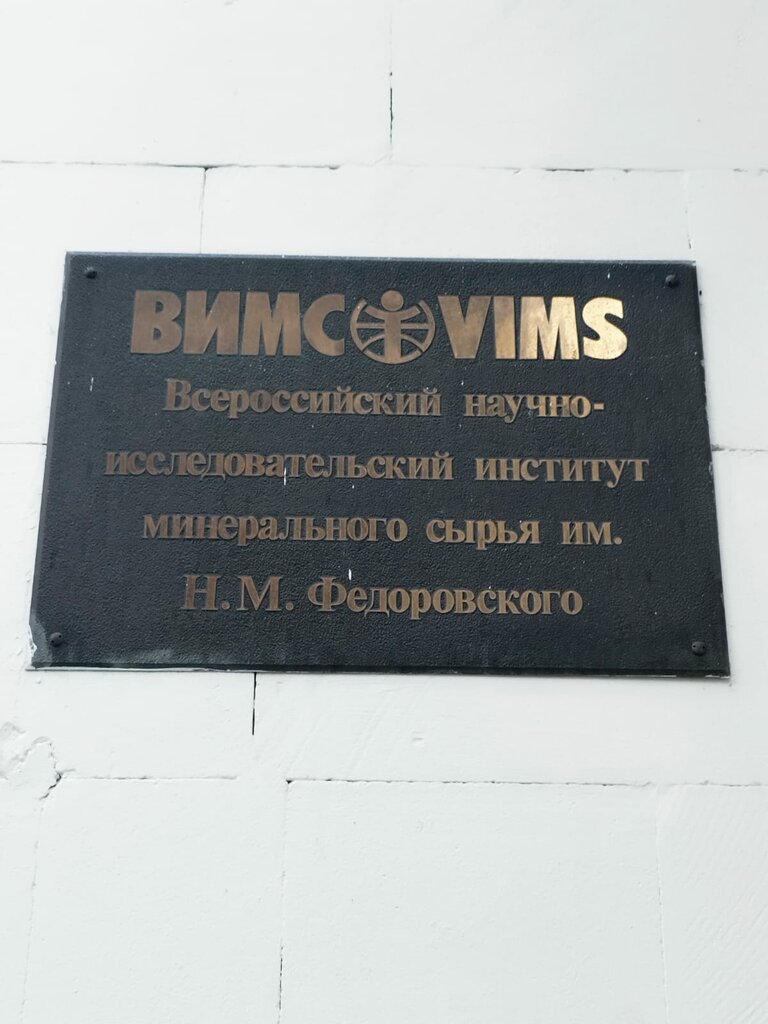 ВИМС VIMS
Всероссийский научно-
исследовательский институт
минерального сырья им.
Н.М. Федоровского